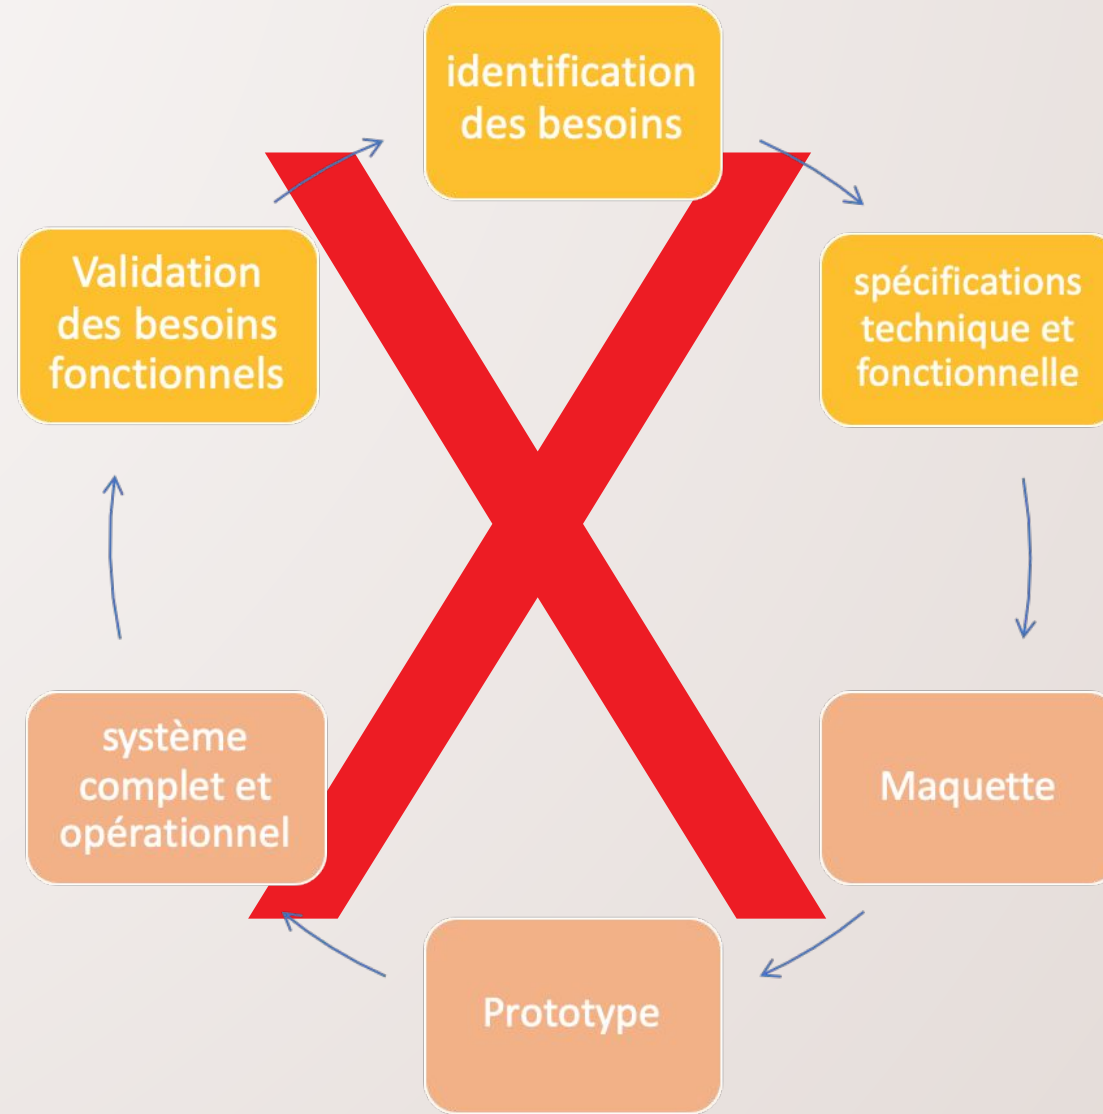 identification
des besoins
spécifications
technique et
fonctionnelle
Maquette
Prototype
système
complet et
opérationnel
Validation
des besoins
fonctionnels